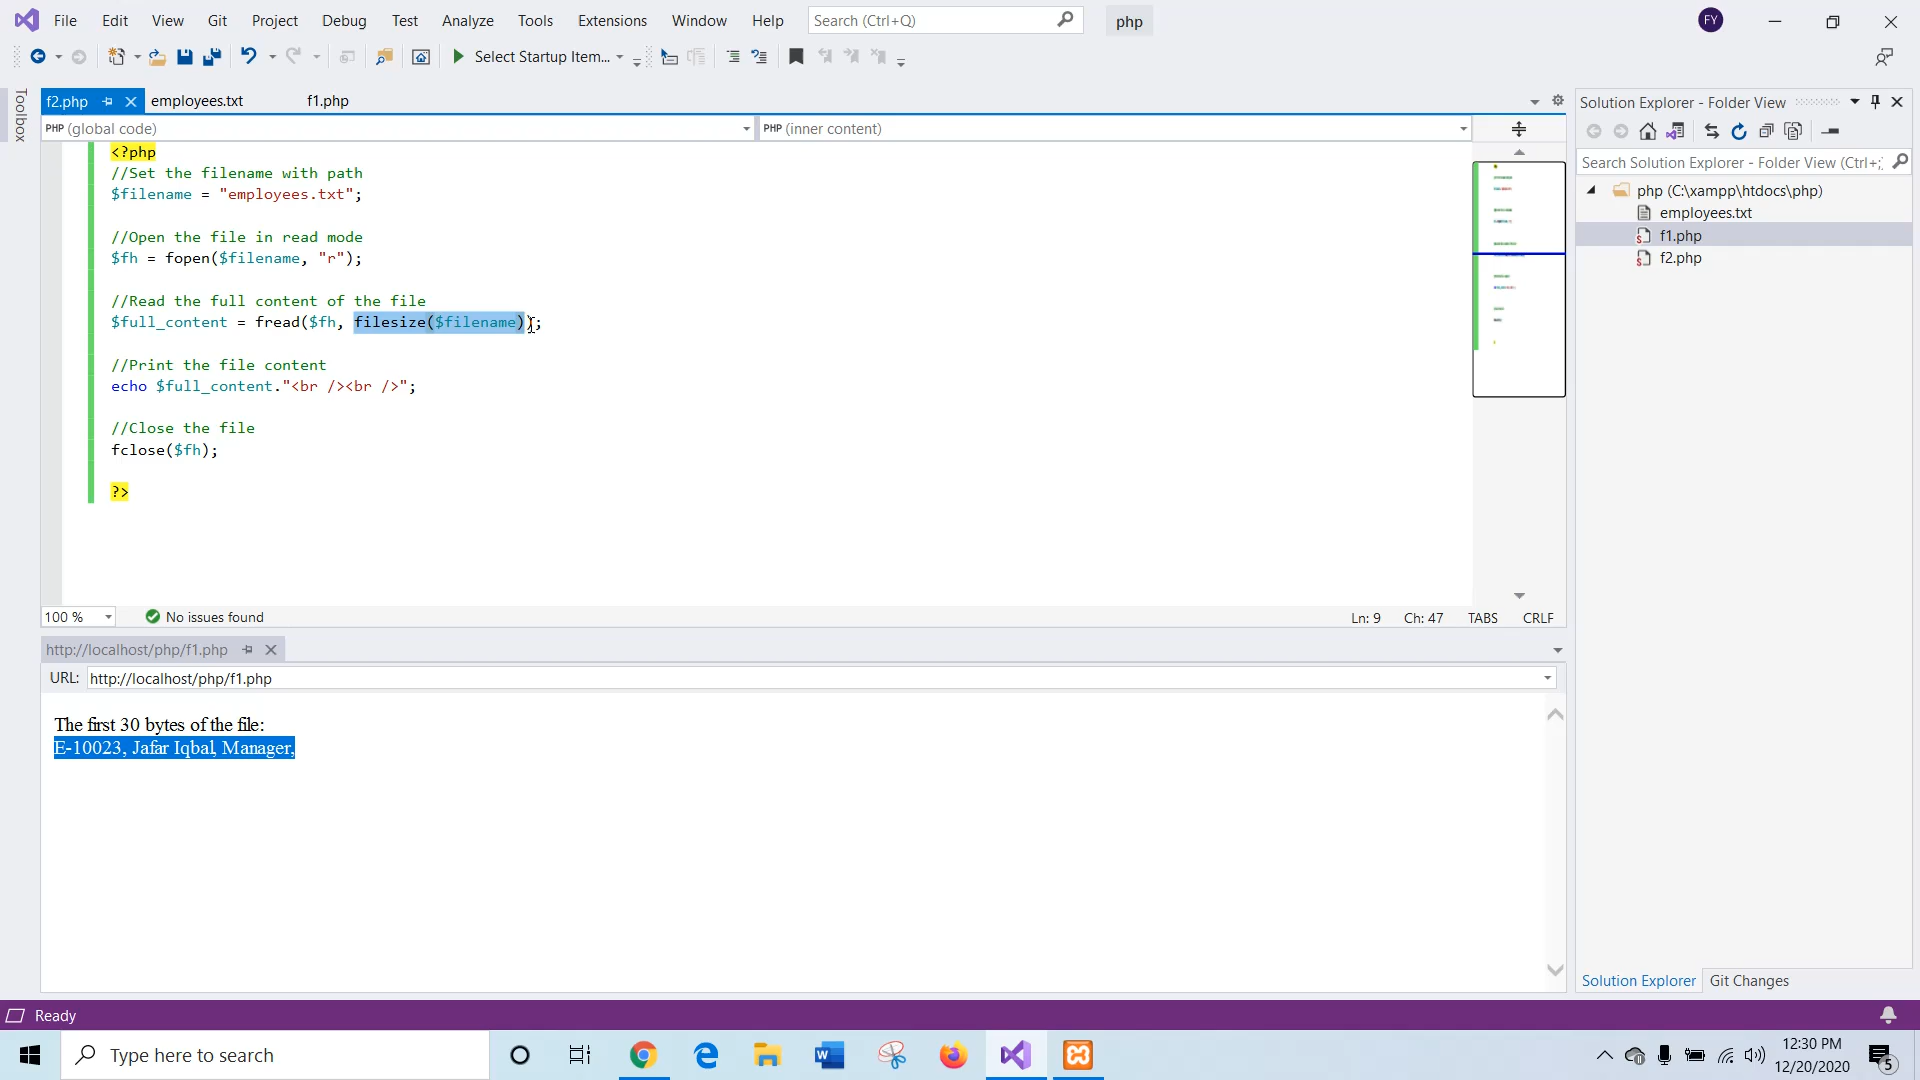 File Edit View Git Project Debug Test Analyze Tools Extensions Window Help Search (Ctrl+Q) php FY
Select Startup Item...
Toolbox
f2.php employees.txt f1.php
PHP (global code) PHP (inner content)
<?php
//Set the filename with path
$filename = "employees.txt";
//Open the file in read mode
$fh = fopen($filename, "r");
//Read the full content of the file
$full_content = fread($fh, filesize($filename));
//Print the file content
echo $full_content."<br /><br />";
//Close the file
fclose($fh);
?>
100 % No issues found Ln: 9 Ch: 47 TABS CRLF
http://localhost/php/f1.php
URL: http://localhost/php/f1.php
The first 30 bytes of the file:
E-10023, Jafar Iqbal, Manager,
Solution Explorer - Folder View
Search Solution Explorer - Folder View (Ctrl+;
php (C:\xampp\htdocs\php)
employees.txt
f1.php
f2.php
Solution Explorer Git Changes
Ready
Type here to search
12:30 PM
12/20/2020
5